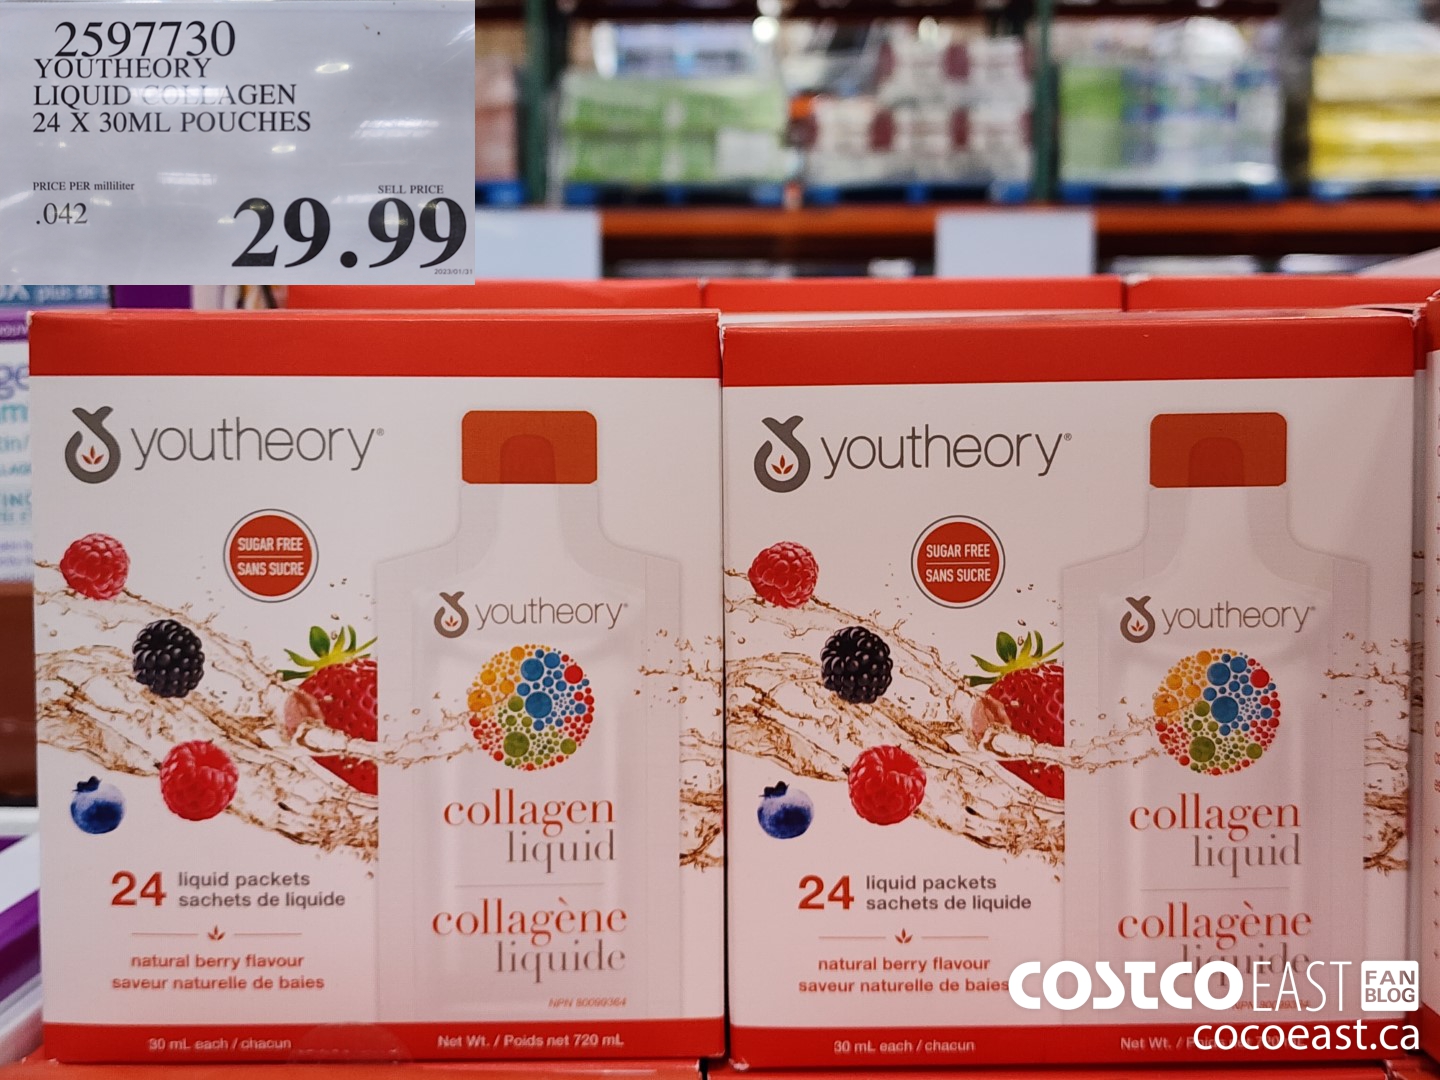 2597730
YOUTHEORY
LIQUID COLLAGEN
24 X 30ML POUCHES
PRICE PER milliliter
.042
SELL PRICE
29.99
2023/01/31
plus de
youtheory®
SUGAR FREE
SANS SUCRE
youtheory®
collagen
liquid
collagène
liquide
24 liquid packets
sachets de liquide
natural berry flavour
saveur naturelle de baies
NPN 80099364
30 mL each / chacun
Net Wt. / Poids net 720 mL
youtheory®
SUGAR FREE
SANS SUCRE
youtheory®
collagen
liquid
collagène
liquide
24 liquid packets
sachets de liquide
natural berry flavour
saveur naturelle de baies
30 mL each / chacun
Net Wt. /
COSTCO EAST FAN BLOG
cocoeast.ca